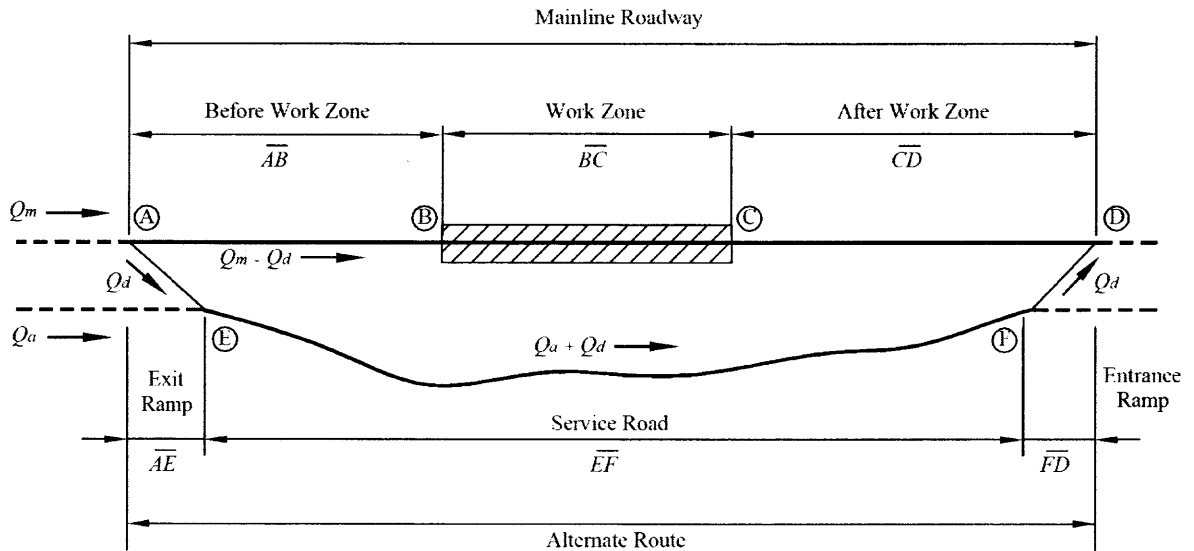 Mainline Roadway
Before Work Zone
Work Zone
After Work Zone
AB
BC
CD
Qm
A
B
C
D
Qm - Qd
Qd
Qd
Qa
E
Qa + Qd
F
Exit
Ramp
Entrance
Ramp
Service Road
AE
EF
FD
Alternate Route